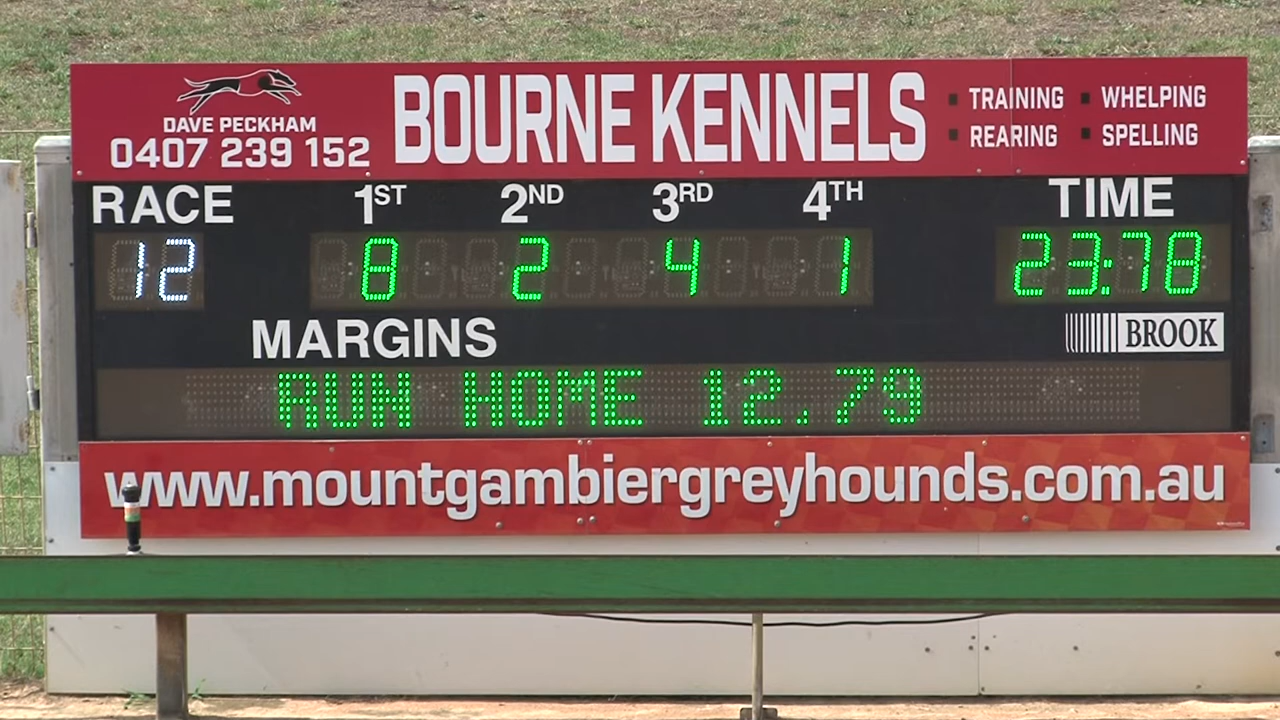 DAVE PECKHAM
0407 239 152
BOURNE KENNELS
TRAINING
WHELPING
REARING
SPELLING
RACE 1ST 2ND 3RD 4TH TIME
12 8 2 4 1 23:78
MARGINS
BROOK
RUN HOME 12.79
www.mountgambiergreyhounds.com.au